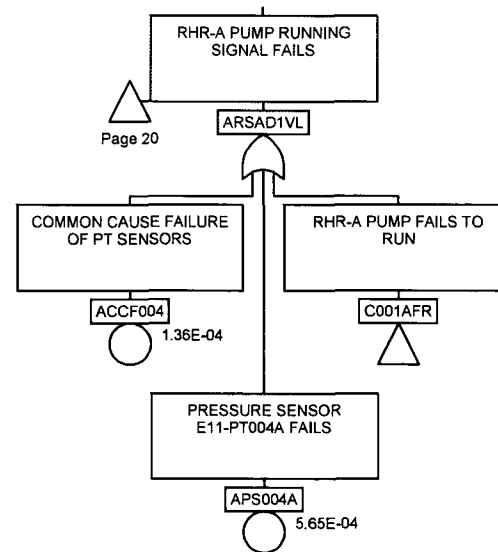 RHR-A PUMP RUNNING
SIGNAL FAILS
Page 20
ARSAD1VL
COMMON CAUSE FAILURE
OF PT SENSORS
ACCF004
1.36E-04
RHR-A PUMP FAILS TO
RUN
C001AFR
PRESSURE SENSOR
E11-PT004A FAILS
APS004A
5.65E-04